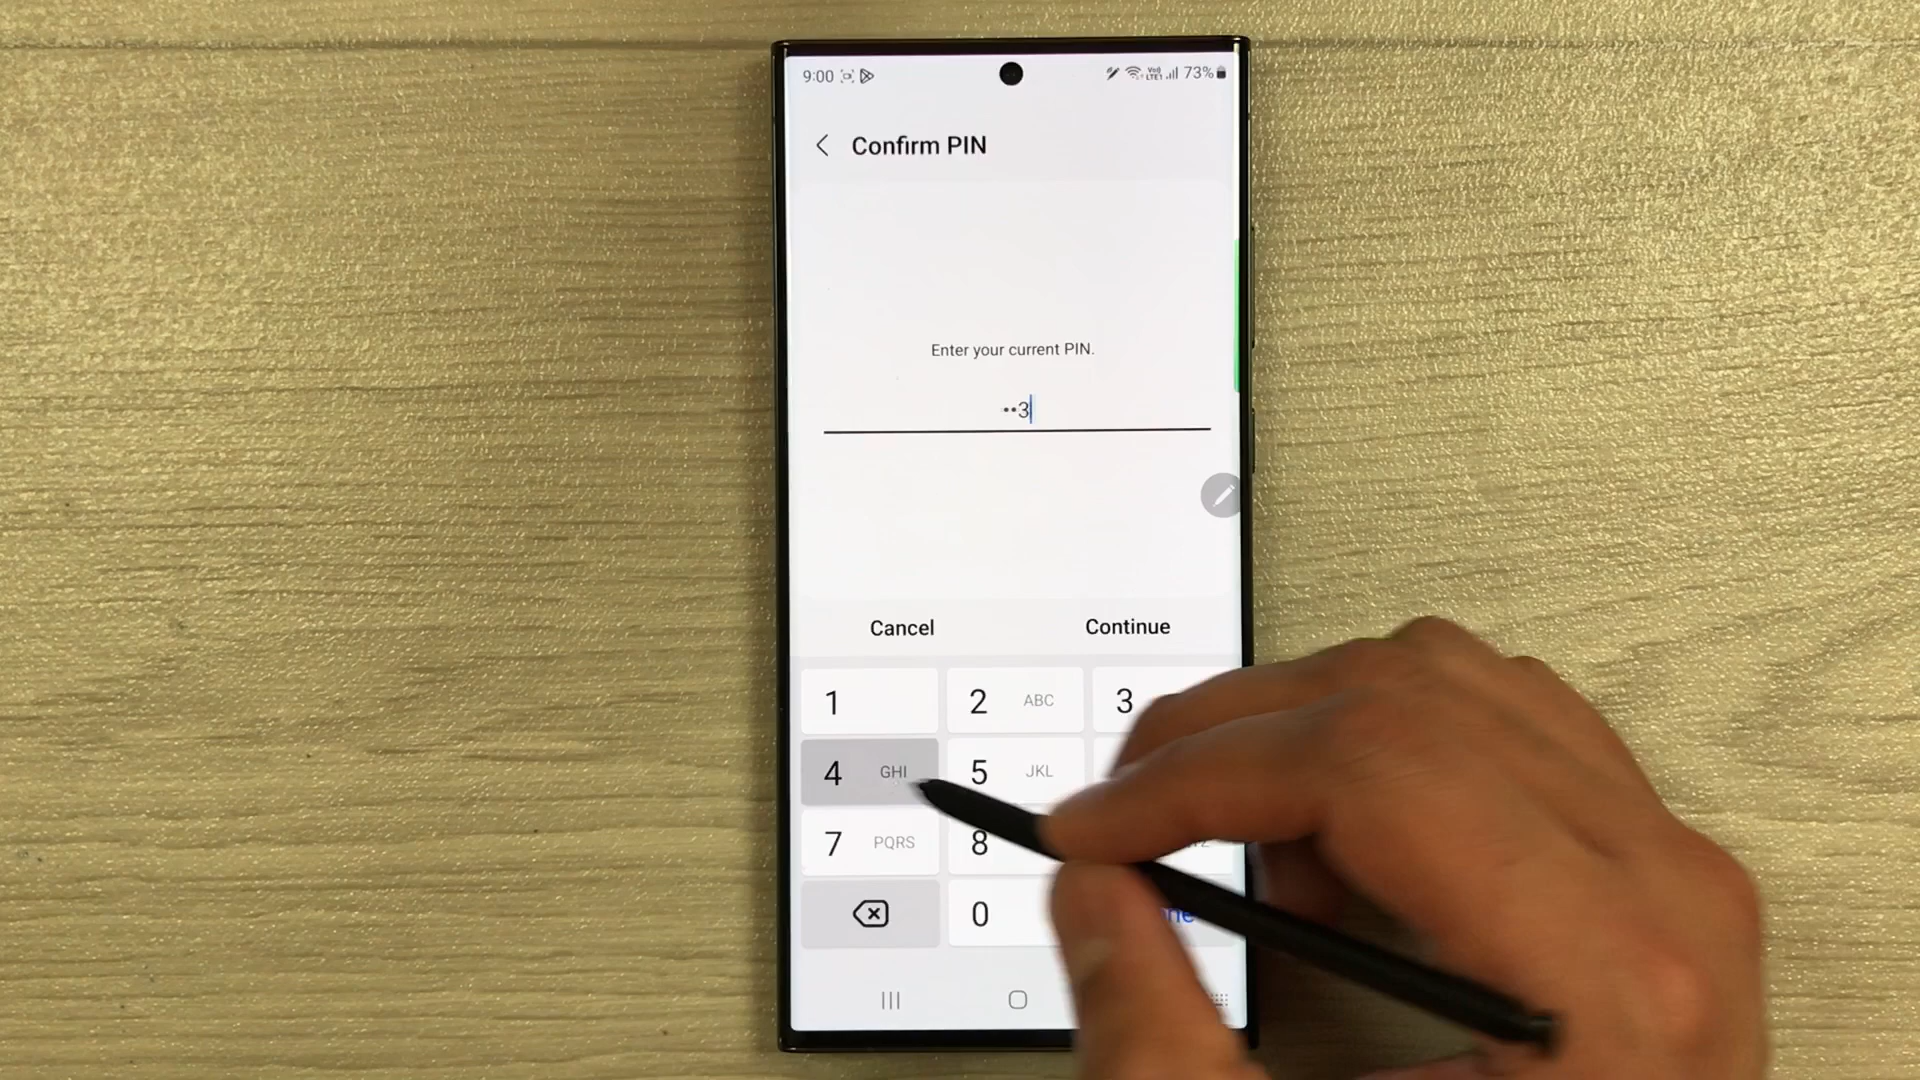 9:00 73%
Confirm PIN
Enter your current PIN.
••3
Cancel Continue
1 2 ABC 3
4 GHI 5 JKL
7 PQRS 8
0